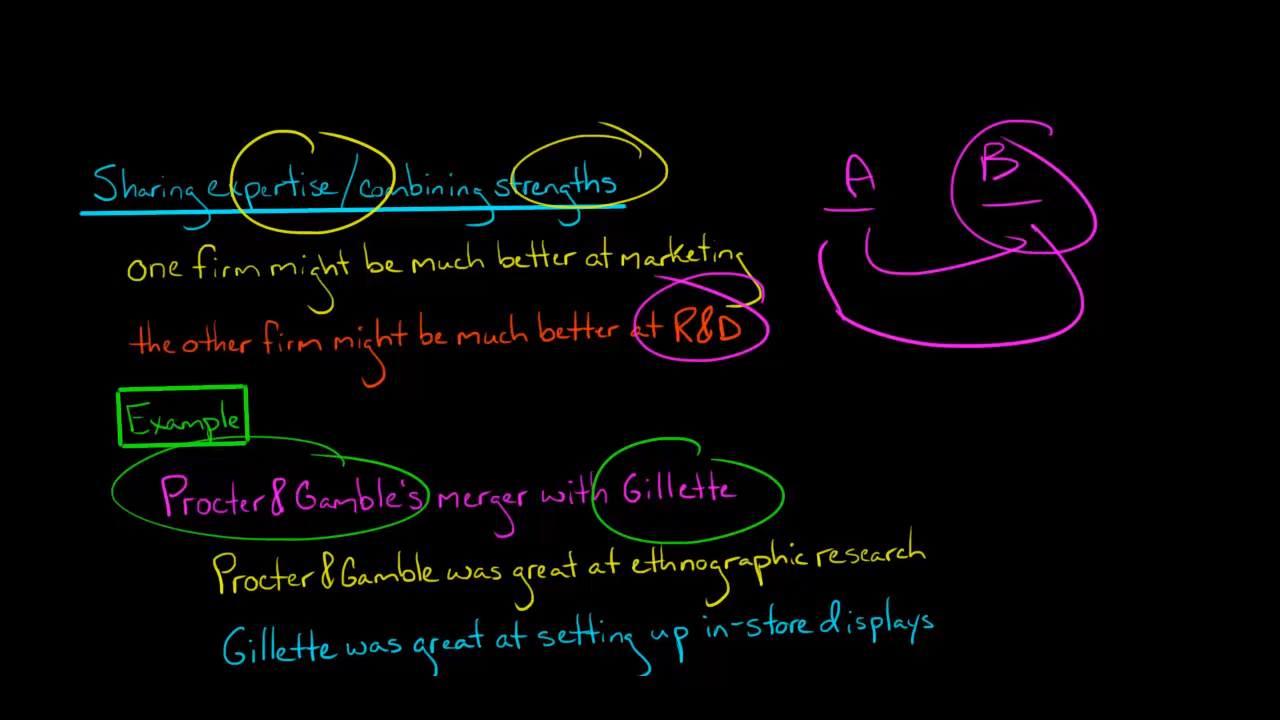 Sharing expertise/combining strengths
one firm might be much better at marketing
the other firm might be much better at R&D
A B
Example
Procter & Gamble's merger with Gillette
Procter & Gamble was great at ethnographic research
Gillette was great at setting up in-store displays